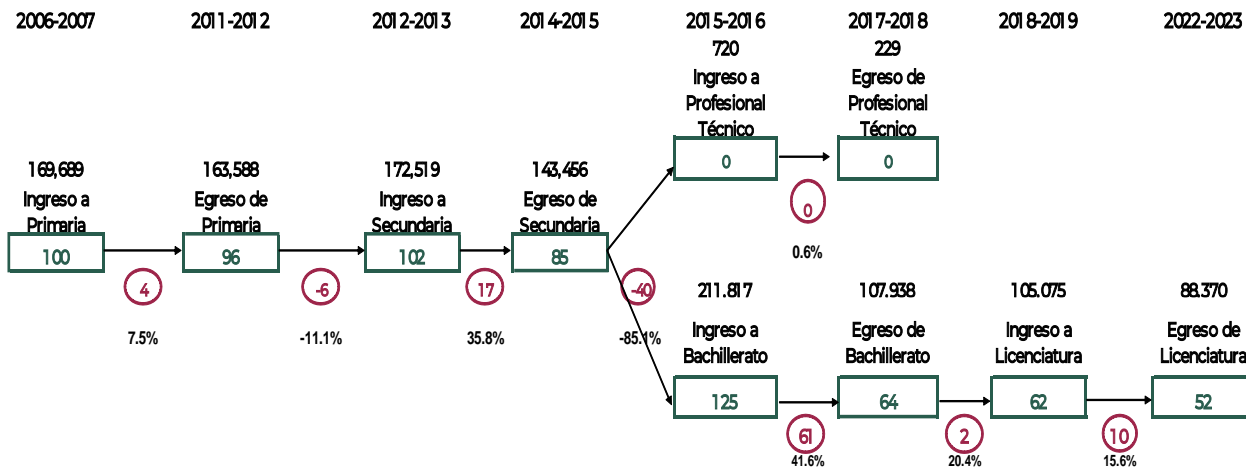 2006-2007 2011-2012 2012-2013 2014-2015 2015-2016 2017-2018 2018-2019 2022-2023
720 229
Ingreso a Egreso de
Profesional Profesional
Técnico Técnico
0 0
169,689 163,588 172,519 143,456
Ingreso a Egreso de Ingreso a Egreso de
Primaria Primaria Secundaria Secundaria
0
100 96 102 85
0.6%
4 -6 17 -40
211.817 107.938 105.075 88.370
7.5% -11.1% 35.8% -85.1%
Ingreso a Egreso de Ingreso a Egreso de
Bachillerato Bachillerato Licenciatura Licenciatura
125 64 62 52
61 2 10
41.6% 20.4% 15.6%